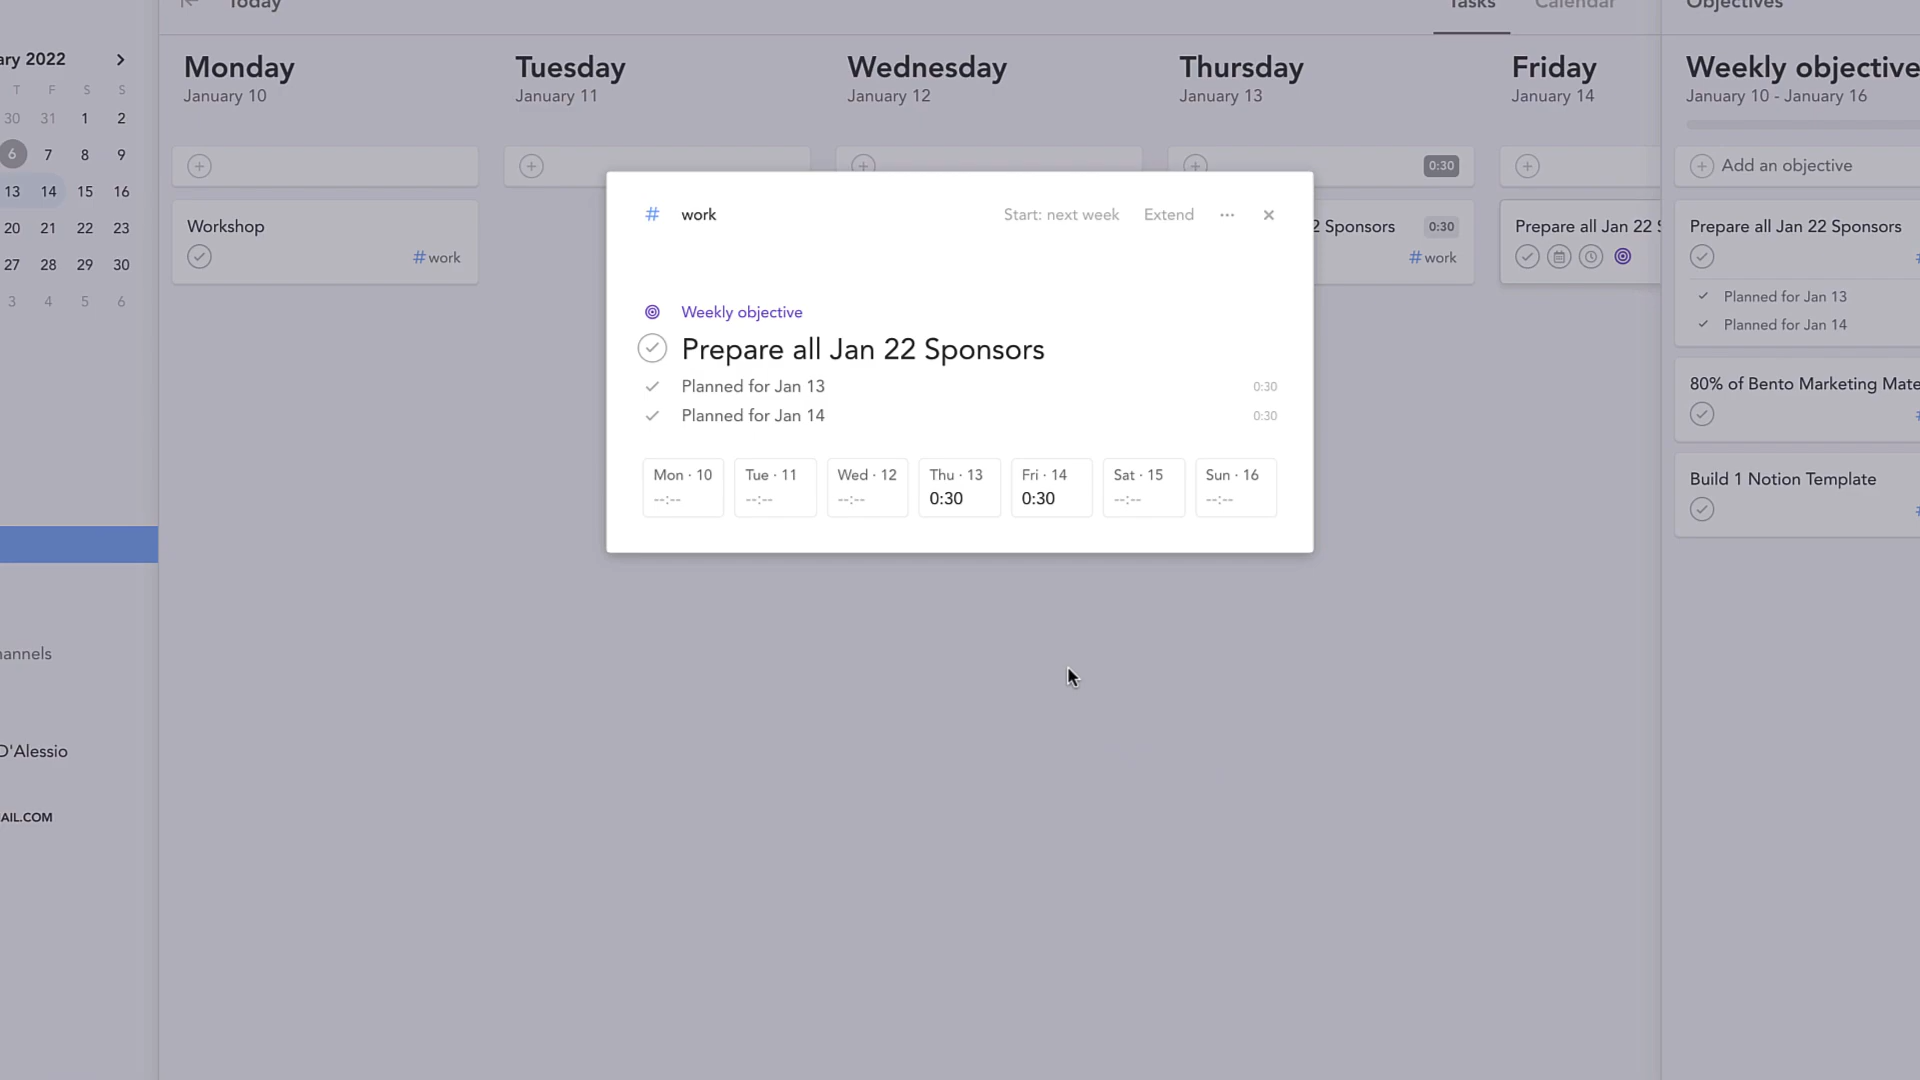 Today
Tasks
Calendar
Objectives
ary 2022
T F S S
30 31 1 2
6 7 8 9
13 14 15 16
20 21 22 23
27 28 29 30
3 4 5 6
hannels
D'Alessio
AIL.COM
Monday
January 10
Workshop
#work
Tuesday
January 11
Wednesday
January 12
Thursday
January 13
0:30
2 Sponsors
0:30
#work
Friday
January 14
Prepare all Jan 22 S
# work
Start: next week
Extend
Weekly objective
Prepare all Jan 22 Sponsors
Planned for Jan 13 0:30
Planned for Jan 14 0:30
Mon · 10 Tue · 11 Wed · 12 Thu · 13 Fri · 14 Sat · 15 Sun · 16
--:-- --:-- --:-- 0:30 0:30 --:-- --:--
Weekly objective
January 10 - January 16
Add an objective
Prepare all Jan 22 Sponsors
Planned for Jan 13
Planned for Jan 14
80% of Bento Marketing Mate
Build 1 Notion Template